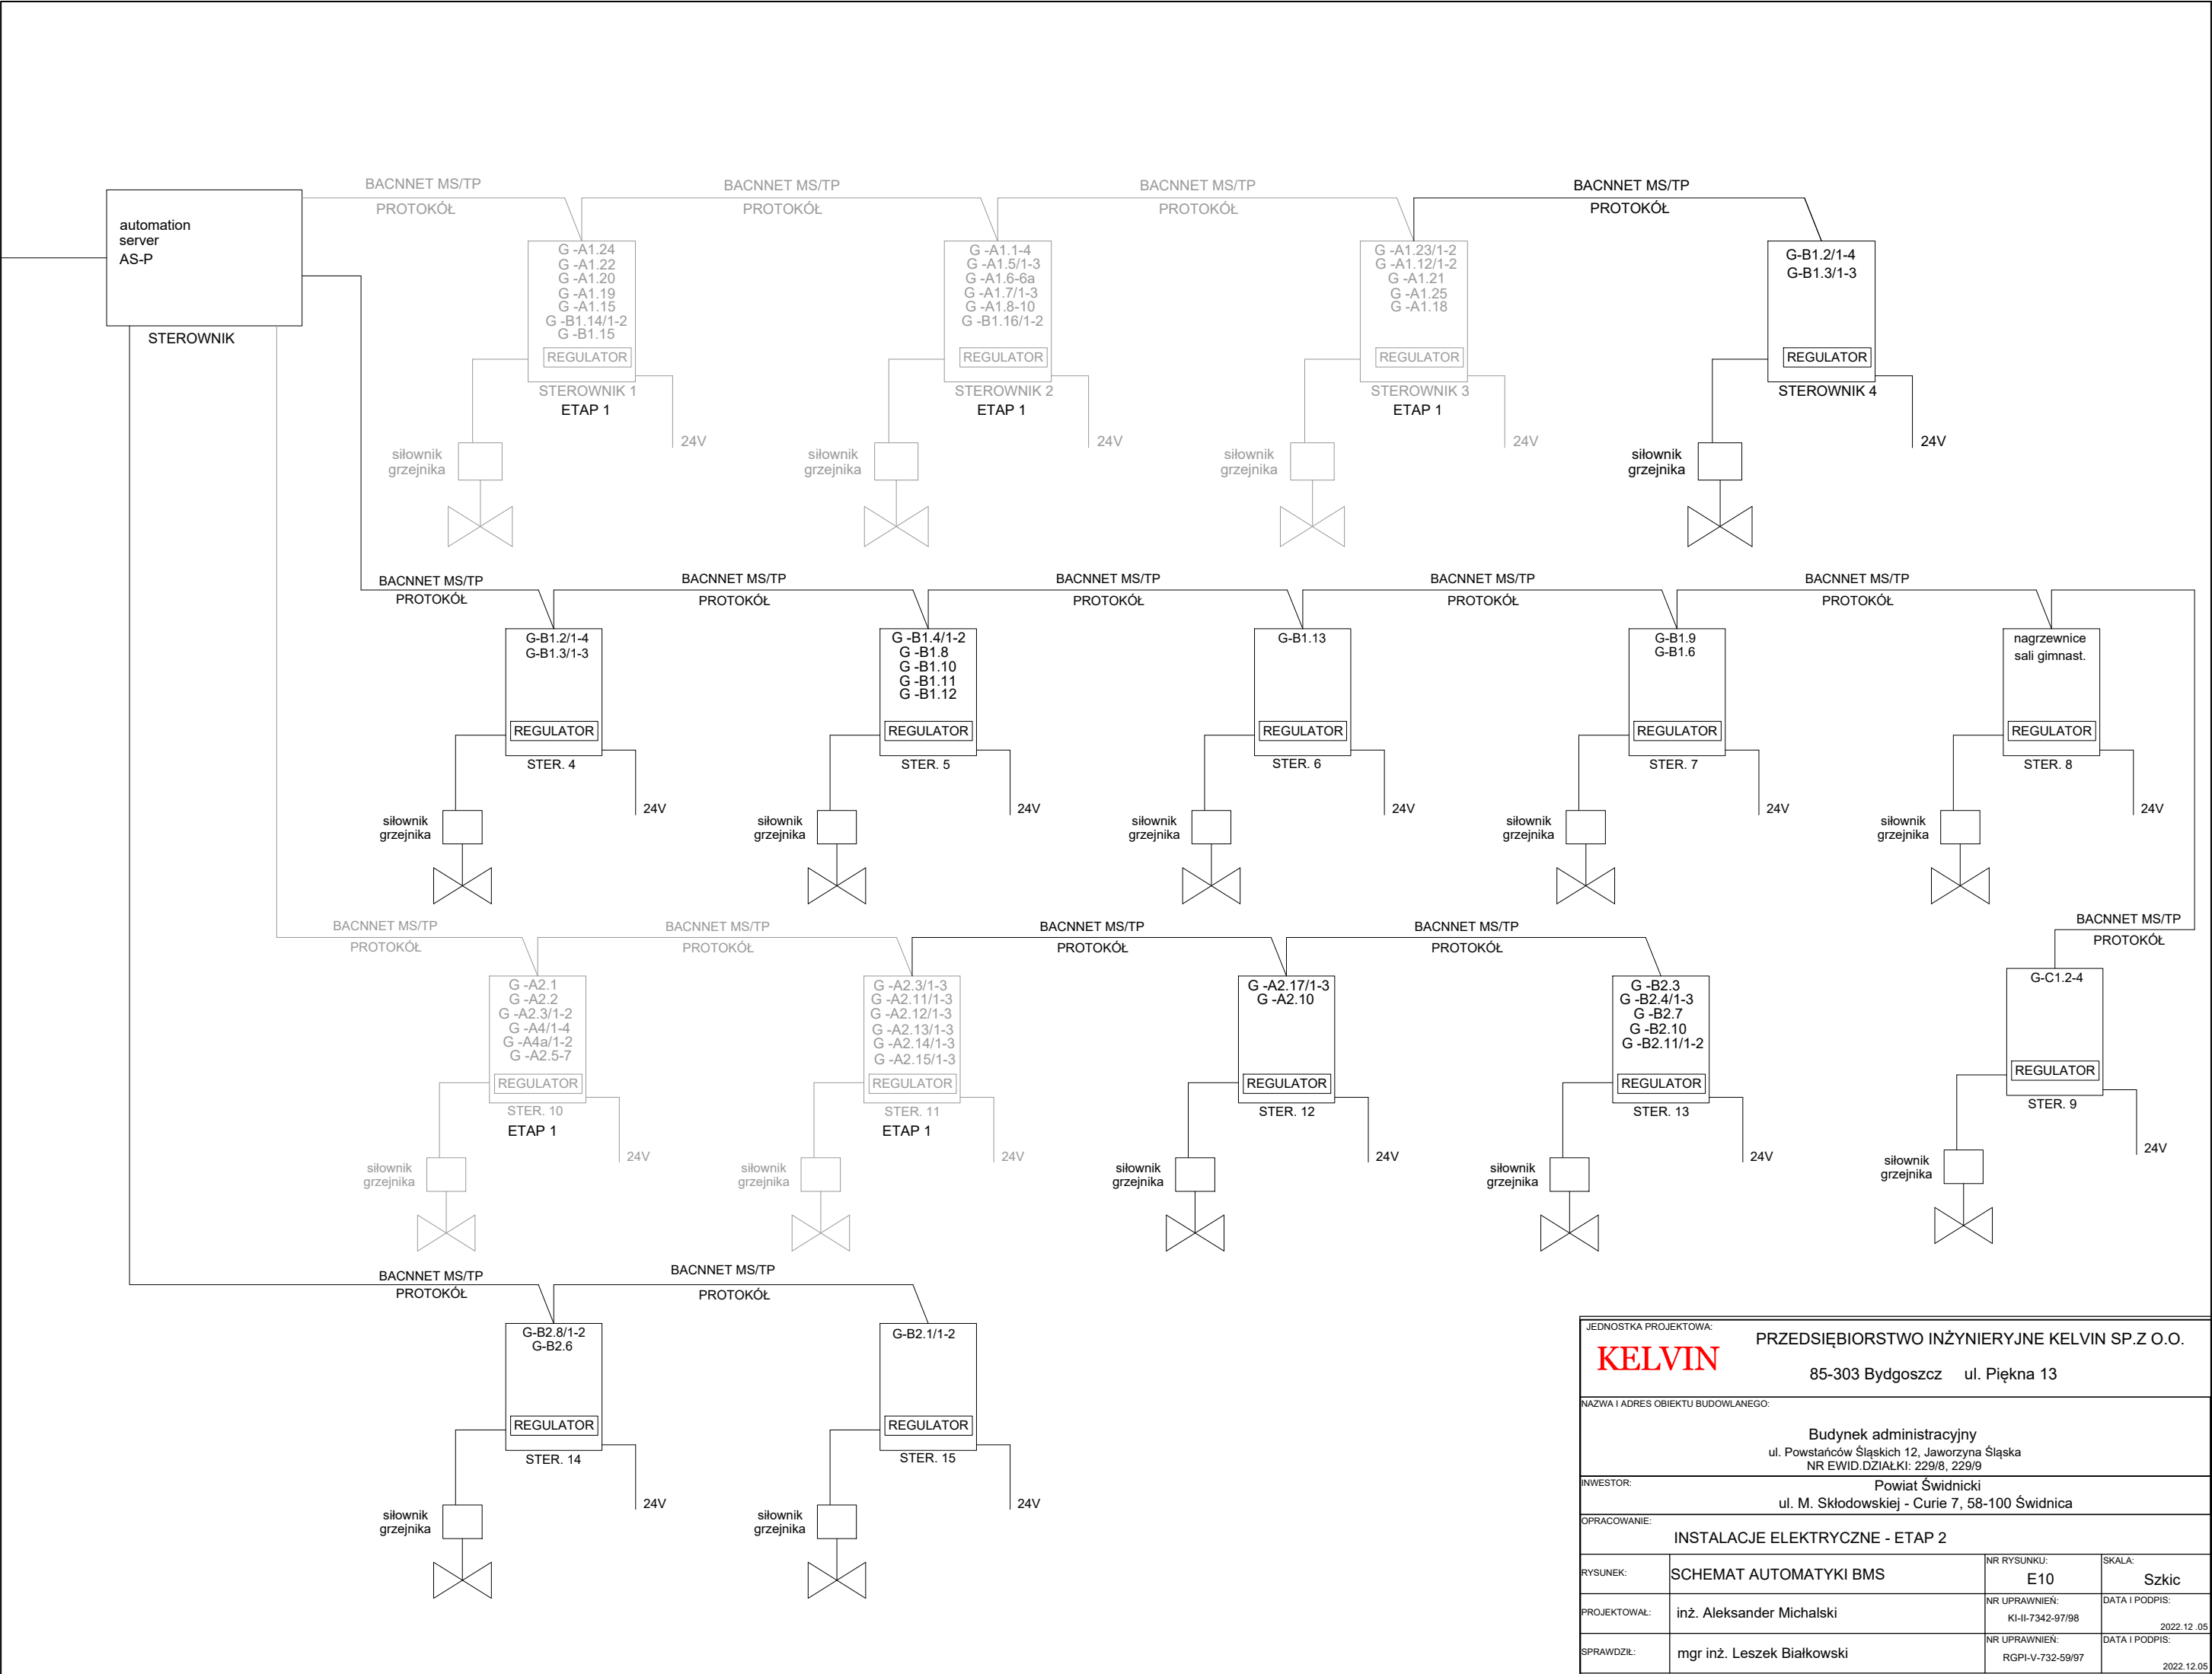 automation
server
AS-P
STEROWNIK
BACNNET MS/TP
PROTOKÓŁ
G -A1.24
G -A1.22
G -A1.20
G -A1.19
G -A1.15
G -B1.14/1-2
G -B1.15
REGULATOR
STEROWNIK 1
ETAP 1
24V
siłownik
grzejnika
BACNNET MS/TP
PROTOKÓŁ
G -A1.1-4
G -A1.5/1-3
G -A1.6-6a
G -A1.7/1-3
G -A1.8-10
G -B1.16/1-2
REGULATOR
STEROWNIK 2
ETAP 1
24V
siłownik
grzejnika
BACNNET MS/TP
PROTOKÓŁ
G -A1.23/1-2
G -A1.12/1-2
G -A1.21
G -A1.25
G -A1.18
REGULATOR
STEROWNIK 3
ETAP 1
24V
siłownik
grzejnika
BACNNET MS/TP
PROTOKÓŁ
G-B1.2/1-4
G-B1.3/1-3
REGULATOR
STEROWNIK 4
24V
siłownik
grzejnika
BACNNET MS/TP
PROTOKÓŁ
G-B1.2/1-4
G-B1.3/1-3
REGULATOR
STER. 4
24V
siłownik
grzejnika
BACNNET MS/TP
PROTOKÓŁ
G -B1.4/1-2
G -B1.8
G -B1.10
G -B1.11
G -B1.12
REGULATOR
STER. 5
24V
siłownik
grzejnika
BACNNET MS/TP
PROTOKÓŁ
G-B1.13
REGULATOR
STER. 6
24V
siłownik
grzejnika
BACNNET MS/TP
PROTOKÓŁ
G-B1.9
G-B1.6
REGULATOR
STER. 7
24V
siłownik
grzejnika
BACNNET MS/TP
PROTOKÓŁ
nagrzewnice
sali gimnast.
REGULATOR
STER. 8
24V
siłownik
grzejnika
BACNNET MS/TP
PROTOKÓŁ
G -A2.1
G -A2.2
G -A2.3/1-2
G -A4/1-4
G -A4a/1-2
G -A2.5-7
REGULATOR
STER. 10
ETAP 1
24V
siłownik
grzejnika
BACNNET MS/TP
PROTOKÓŁ
G -A2.3/1-3
G -A2.11/1-3
G -A2.12/1-3
G -A2.13/1-3
G -A2.14/1-3
G -A2.15/1-3
REGULATOR
STER. 11
ETAP 1
24V
siłownik
grzejnika
BACNNET MS/TP
PROTOKÓŁ
G -A2.17/1-3
G -A2.10
REGULATOR
STER. 12
24V
siłownik
grzejnika
BACNNET MS/TP
PROTOKÓŁ
G -B2.3
G -B2.4/1-3
G -B2.7
G -B2.10
G -B2.11/1-2
REGULATOR
STER. 13
24V
siłownik
grzejnika
BACNNET MS/TP
PROTOKÓŁ
G-C1.2-4
REGULATOR
STER. 9
24V
siłownik
grzejnika
BACNNET MS/TP
PROTOKÓŁ
G-B2.8/1-2
G-B2.6
REGULATOR
STER. 14
24V
siłownik
grzejnika
BACNNET MS/TP
PROTOKÓŁ
G-B2.1/1-2
REGULATOR
STER. 15
24V
siłownik
grzejnika
JEDNOSTKA PROJEKTOWA:
KELVIN
PRZEDSIĘBIORSTWO INŻYNIERYJNE KELVIN SP.Z O.O.
85-303 Bydgoszcz ul. Piękna 13
NAZWA I ADRES OBIEKTU BUDOWLANEGO:
Budynek administracyjny
ul. Powstańców Śląskich 12, Jaworzyna Śląska
NR EWID.DZIAŁKI: 229/8, 229/9
INWESTOR:
Powiat Świdnicki
ul. M. Skłodowskiej - Curie 7, 58-100 Świdnica
OPRACOWANIE:
INSTALACJE ELEKTRYCZNE - ETAP 2
RYSUNEK:
SCHEMAT AUTOMATYKI BMS
NR RYSUNKU:
E10
SKALA:
Szkic
PROJEKTOWAŁ:
inż. Aleksander Michalski
NR UPRAWNIEŃ:
KI-II-7342-97/98
DATA I PODPIS:
2022.12 .05
SPRAWDZIŁ:
mgr inż. Leszek Białkowski
NR UPRAWNIEŃ:
RGPI-V-732-59/97
DATA I PODPIS:
2022.12.05